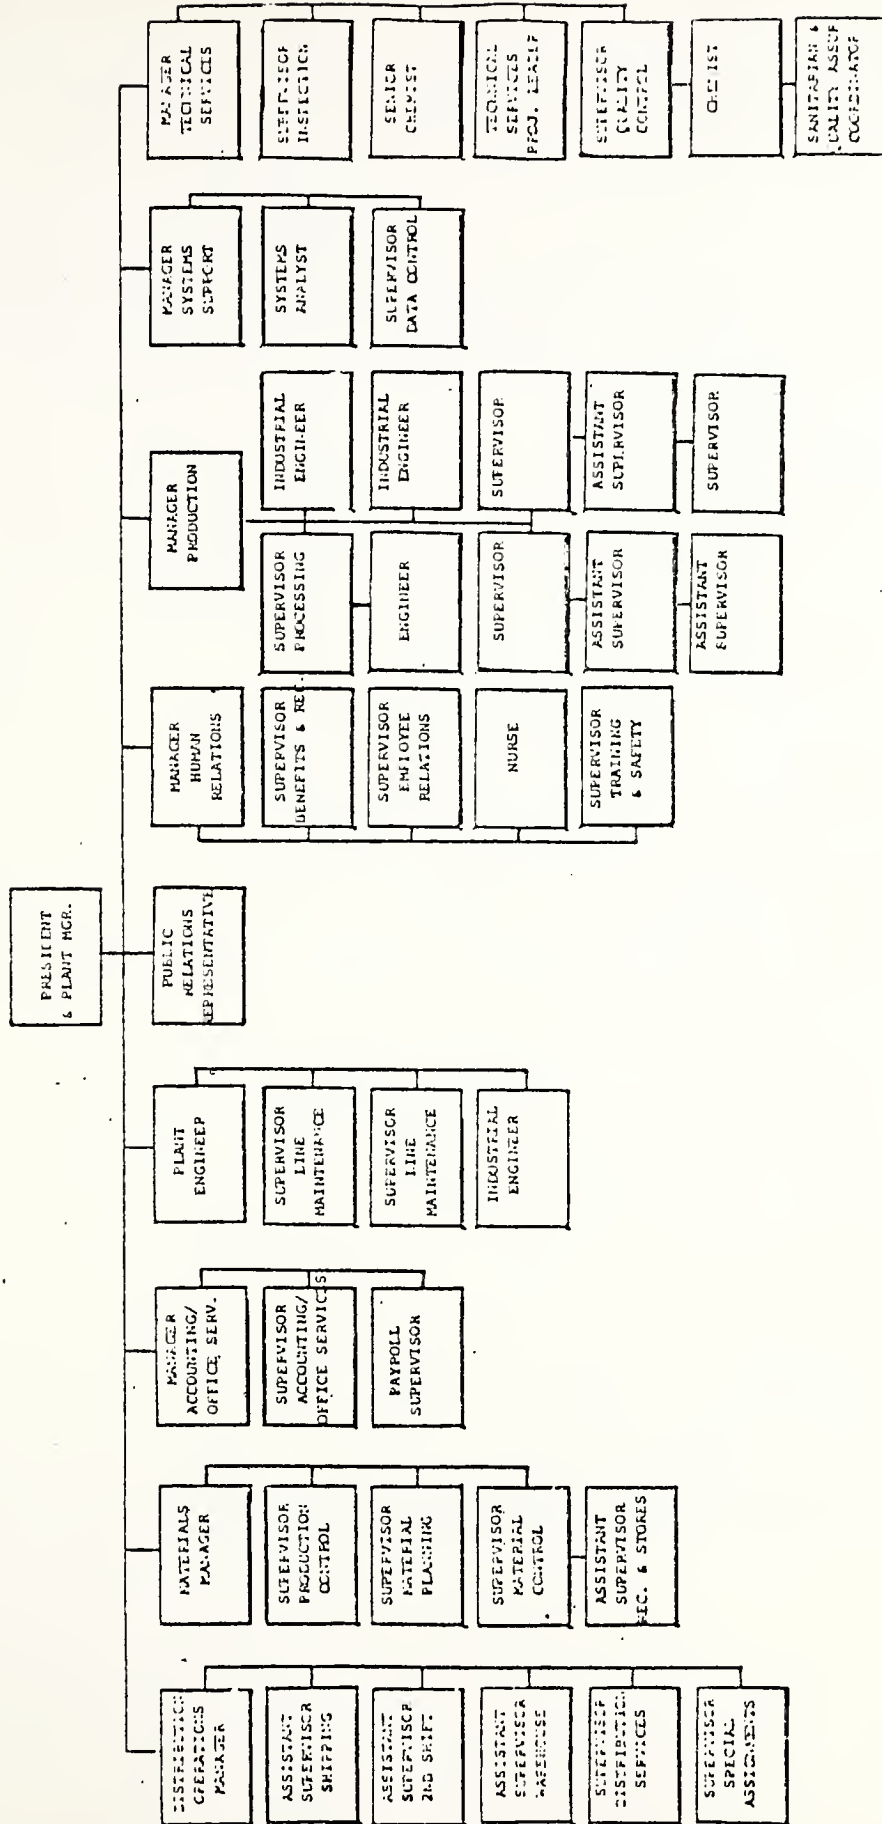 PRESIDENT
& PLANT MGR.
DISTRIBUTION
OPERATIONS
MANAGER
ASSISTANT
SUPERVISOR
SHIPPING
ASSISTANT
SUPERVISOR
2ND SHIFT
ASSISTANT
SUPERVISOR
WAREHOUSE
SUPERVISOR
DISTRIBUTION
SERVICES
SUPERVISOR
SPECIAL
ASSIGNMENTS
MATERIALS
MANAGER
SUPERVISOR
PRODUCTION
CONTROL
SUPERVISOR
MATERIAL
PLANNING
SUPERVISOR
MATERIAL
CONTROL
ASSISTANT
SUPERVISOR
REC. & STORES
MANAGER
ACCOUNTING/
OFFICE SERV.
SUPERVISOR
ACCOUNTING/
OFFICE SERVICES
PAYROLL
SUPERVISOR
PLANT
ENGINEER
SUPERVISOR
LINE
MAINTENANCE
SUPERVISOR
LINE
MAINTENANCE
INDUSTRIAL
ENGINEER
PUBLIC
RELATIONS
REPRESENTATIVE
MANAGER
HUMAN
RELATIONS
SUPERVISOR
BENEFITS & REC.
SUPERVISOR
EMPLOYEE
RELATIONS
NURSE
SUPERVISOR
TRAINING
& SAFETY
MANAGER
PRODUCTION
SUPERVISOR
PROCESSING
ENGINEER
SUPERVISOR
ASSISTANT
SUPERVISOR
ASSISTANT
SUPERVISOR
INDUSTRIAL
ENGINEER
INDUSTRIAL
ENGINEER
SUPERVISOR
ASSISTANT
SUPERVISOR
SUPERVISOR
MANAGER
SYSTEMS
SUPPORT
SYSTEMS
ANALYST
SUPERVISOR
DATA CONTROL
MANAGER
TECHNICAL
SERVICES
SUPERVISOR
INSPECTION
SENIOR
CHEMIST
TECHNICAL
SERVICES
PROJ. LEADER
SUPERVISOR
QUALITY
CONTROL
CHEMIST
SANITARIAN &
QUALITY ASSUR
COORDINATOR